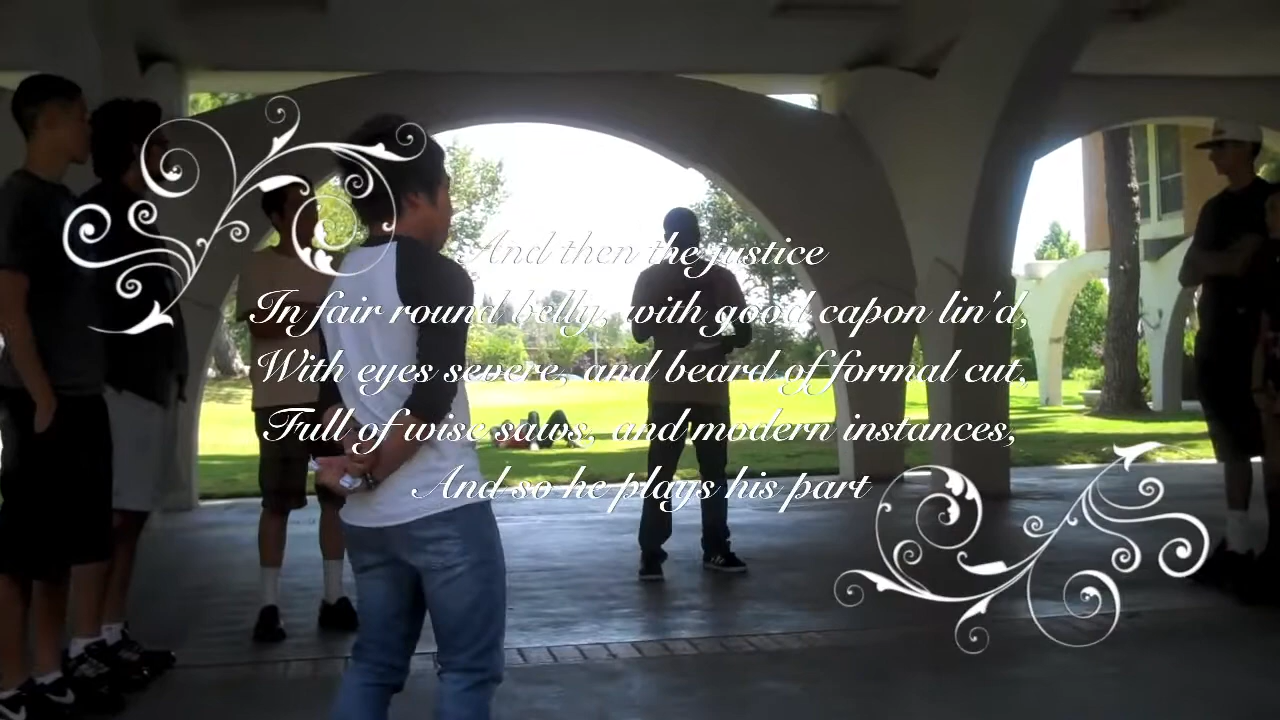 And then the justice
In fair round belly, with good capon lin'd,
With eyes severe, and beard of formal cut,
Full of wise saws, and modern instances,
And so he plays his part